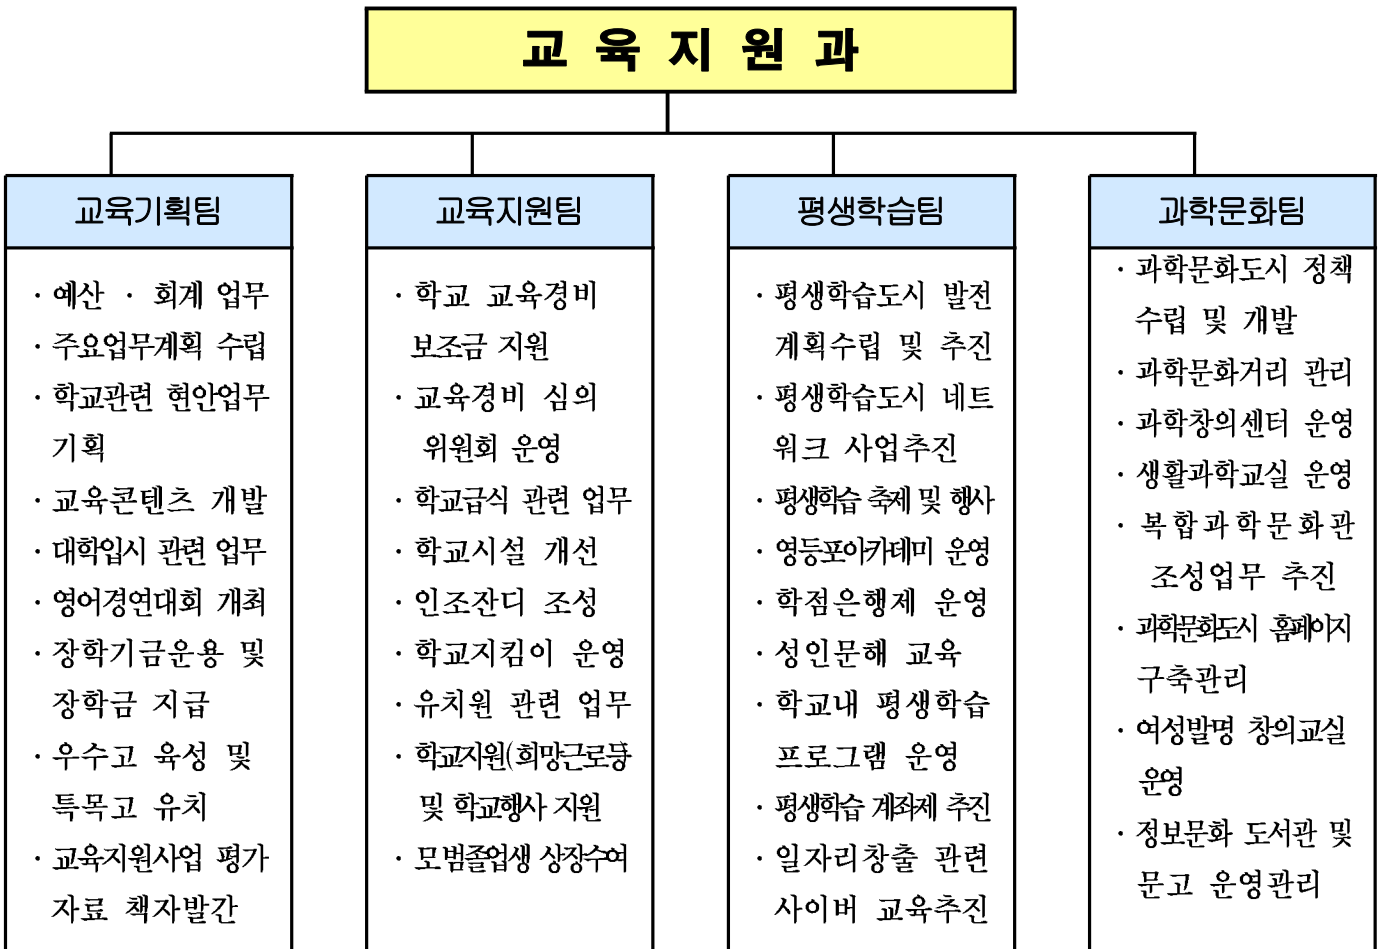 교 육 지 원 과
교육기획팀
· 예산 · 회계 업무
· 주요업무계획 수립
· 학교관련 현안업무
기획
· 교육콘텐츠 개발
· 대학입시 관련 업무
· 영어경연대회 개최
· 장학기금운용 및
장학금 지급
· 우수고 육성 및
특목고 유치
· 교육지원사업 평가
자료 책자발간
교육지원팀
· 학교 교육경비
보조금 지원
· 교육경비 심의
위원회 운영
· 학교급식 관련 업무
· 학교시설 개선
· 인조잔디 조성
· 학교지킴이 운영
· 유치원 관련 업무
· 학교지원(희망근로등)
및 학교행사 지원
· 모범졸업생 상장수여
평생학습팀
· 평생학습도시 발전
계획수립 및 추진
· 평생학습도시 네트
워크 사업추진
· 평생학습 축제 및 행사
· 영등포아카데미 운영
· 학점은행제 운영
· 성인문해 교육
· 학교내 평생학습
프로그램 운영
· 평생학습 계좌제 추진
· 일자리창출 관련
사이버 교육추진
과학문화팀
· 과학문화도시 정책
수립 및 개발
· 과학문화거리 관리
· 과학창의센터 운영
· 생활과학교실 운영
· 복합과학문화관
조성업무 추진
· 과학문화도시 홈페이지
구축관리
· 여성발명 창의교실
운영
· 정보문화 도서관 및
문고 운영관리